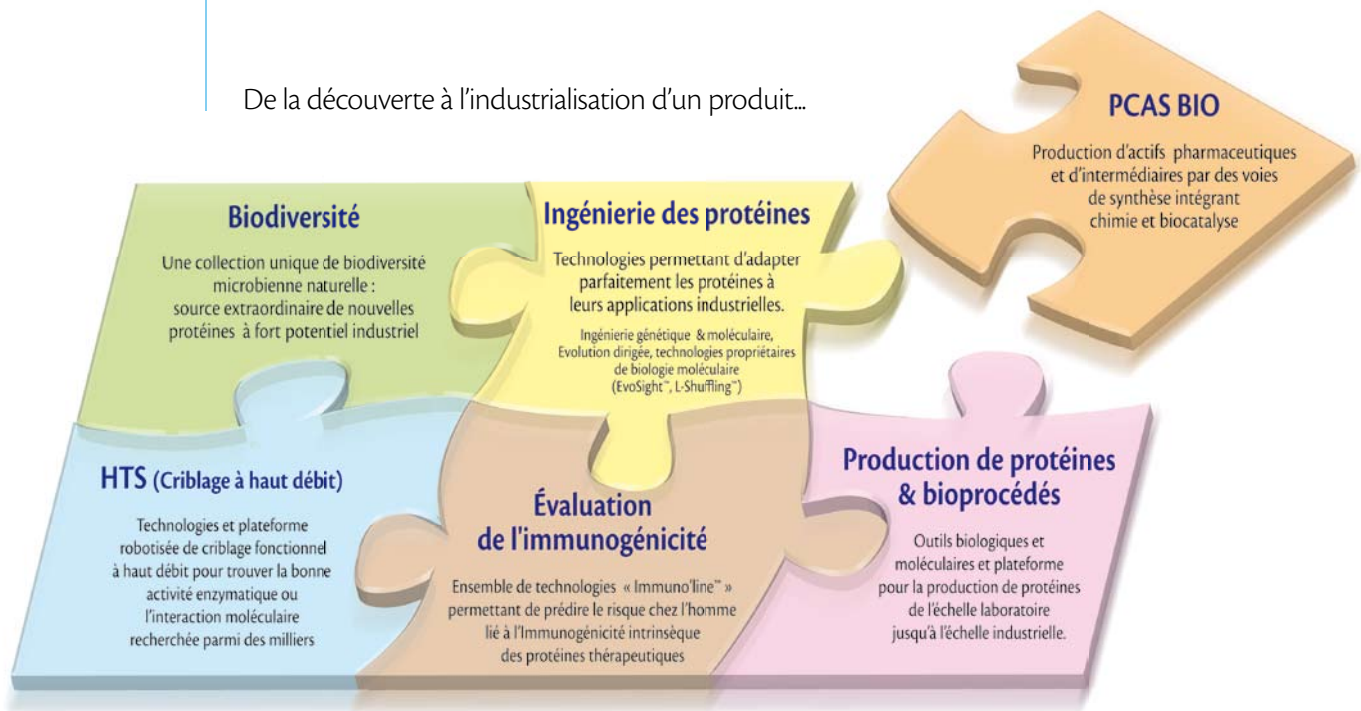 De la découverte à l'industrialisation d'un produit...
PCAS BIO
Production d'actifs pharmaceutiques
et d'intermédiaires par des voies
de synthèse intégrant
chimie et biocatalyse
Biodiversité
Une collection unique de biodiversité
microbienne naturelle :
source extraordinaire de nouvelles
protéines à fort potentiel industriel
Ingénierie des protéines
Technologies permettant d'adapter
parfaitement les protéines à
leurs applications industrielles.
Ingénierie génétique & moléculaire,
Evolution dirigée, technologies propriétaires
de biologie moléculaire
(EvoSight™, L-Shuffling™)
HTS (Criblage à haut débit)
Technologies et plateforme
robotisée de criblage fonctionnel
à haut débit pour trouver la bonne
activité enzymatique ou
l'interaction moléculaire
recherchée parmi des milliers
Évaluation
de l'immunogénicité
Ensemble de technologies « Immuno'line™ »
permettant de prédire le risque chez l'homme
lié à l'Immunogénicité intrinsèque
des protéines thérapeutiques
Production de protéines
& bioprocédés
Outils biologiques et
moléculaires et plateforme
pour la production de protéines
de l'échelle laboratoire
jusqu'à l'échelle industrielle.